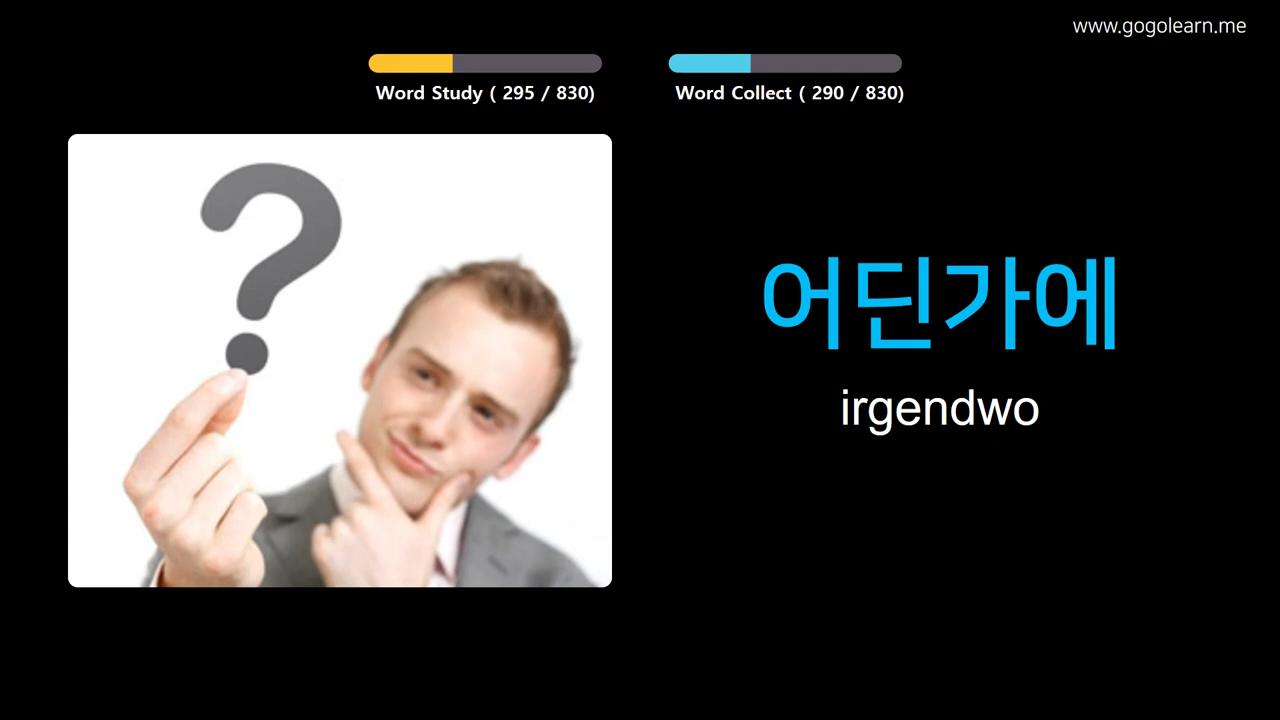 www.gogolearn.me
Word Study ( 295 / 830)
Word Collect ( 290 / 830)
?
어딘가에
irgendwo